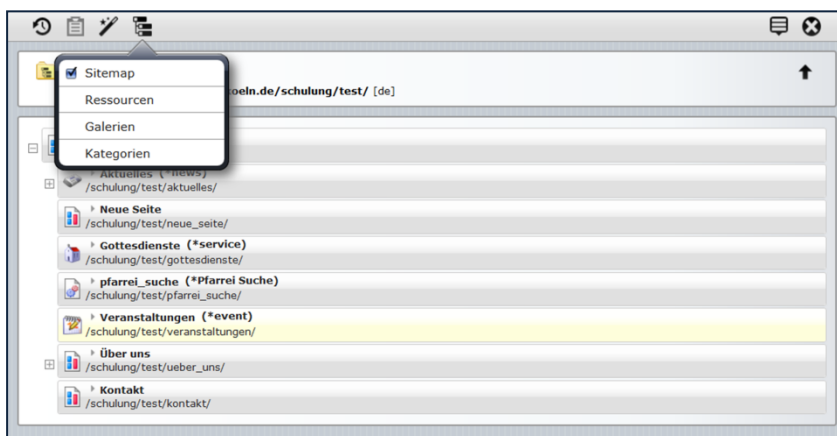 Sitemap
Ressourcen
Galerien
Kategorien
koeln.de/schulung/test/ [de]
Aktuelles (*news)
/schulung/test/aktuelles/
Neue Seite
/schulung/test/neue_seite/
Gottesdienste (*service)
/schulung/test/gottesdienste/
pfarrei_suche (*Pfarrei Suche)
/schulung/test/pfarrei_suche/
Veranstaltungen (*event)
/schulung/test/veranstaltungen/
Über uns
/schulung/test/ueber_uns/
Kontakt
/schulung/test/kontakt/